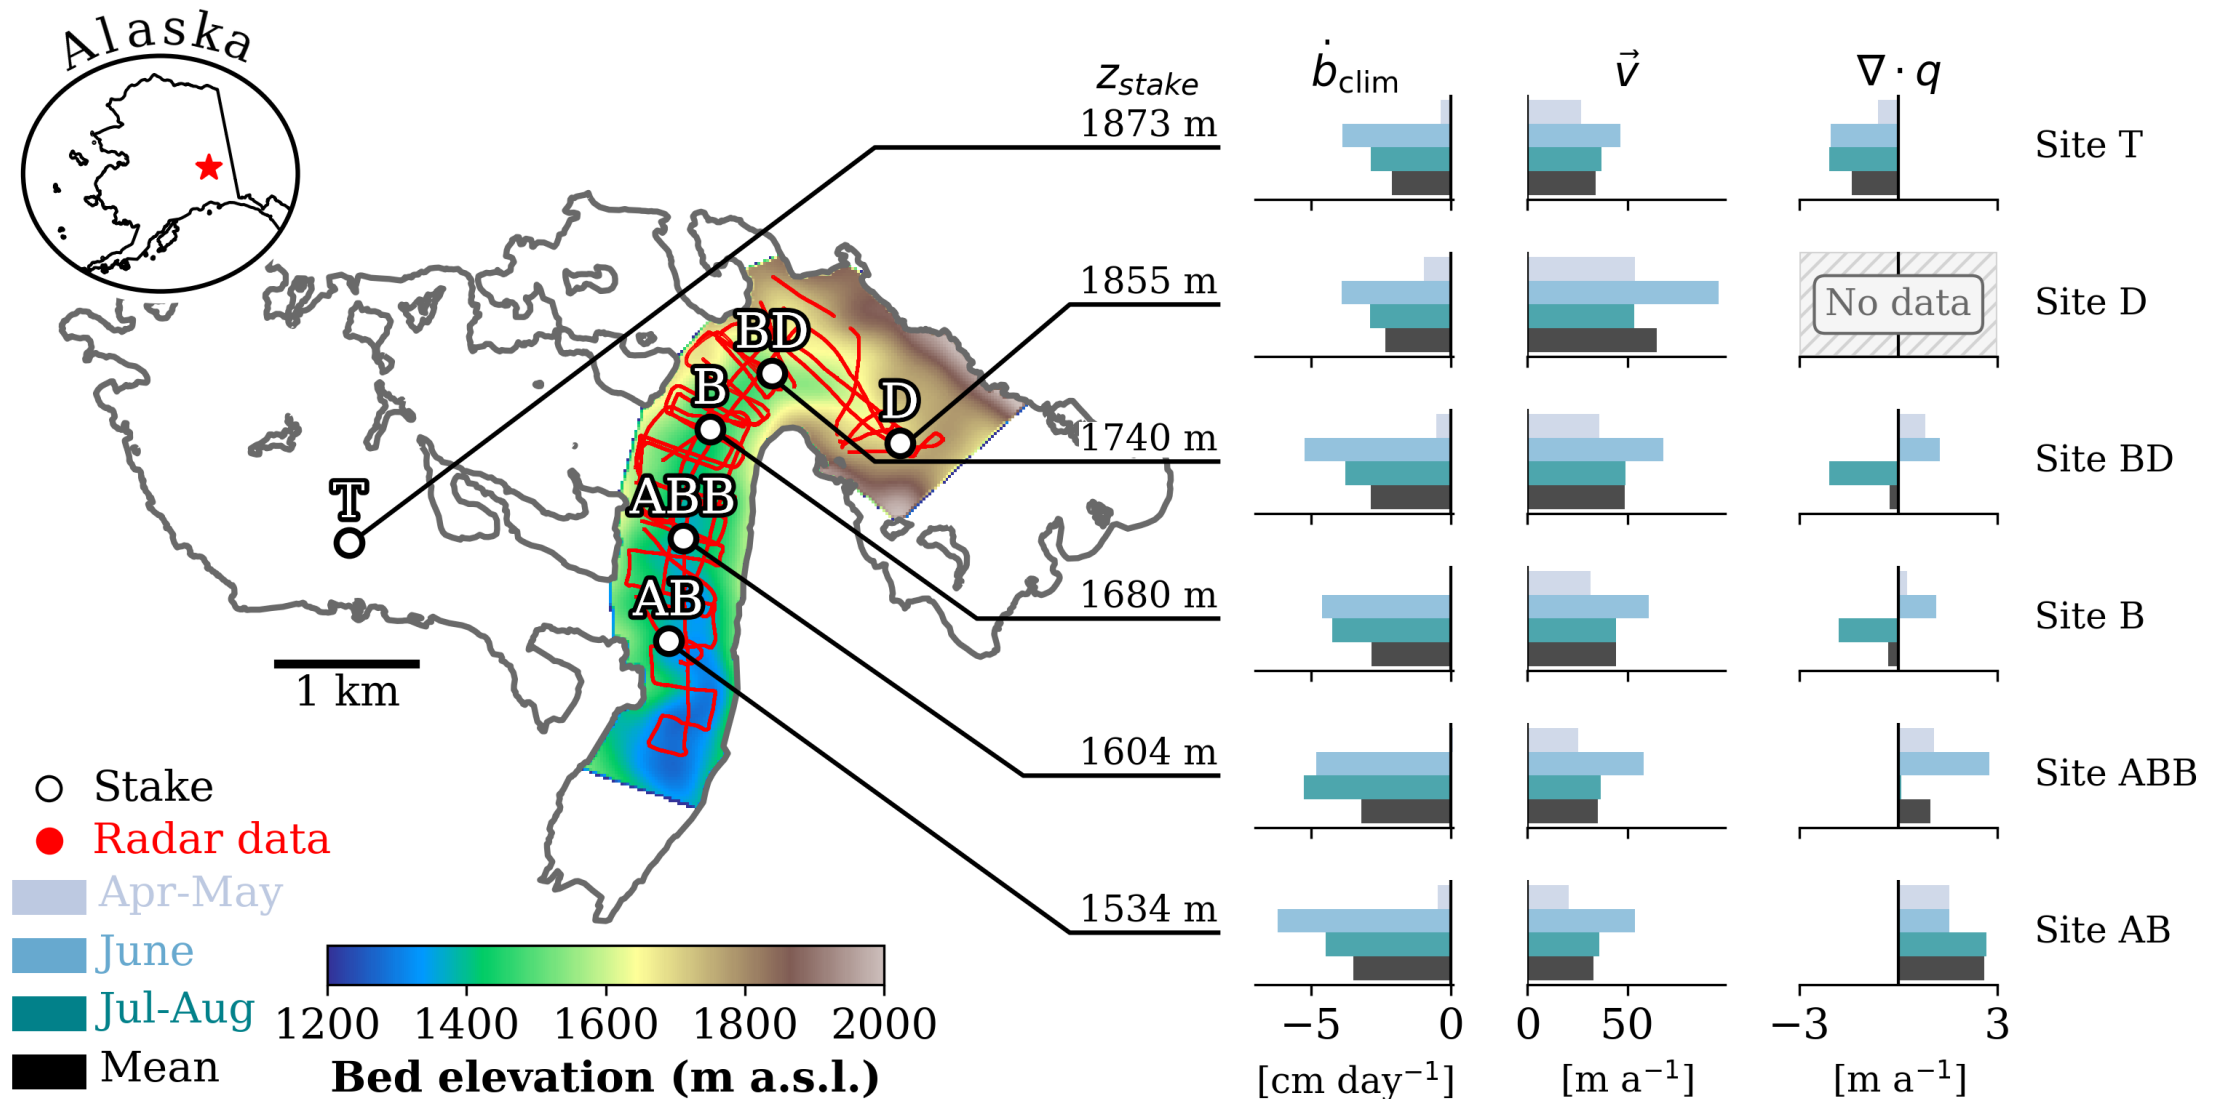 Alaska
z_stake
ḃ_clim
v⃗
∇ · q
1873 m
Site T
1855 m
No data
Site D
1740 m
Site BD
1680 m
Site B
1604 m
Site ABB
1534 m
Site AB
BD
B
D
ABB
T
AB
1 km
Stake
Radar data
Apr-May
June
Jul-Aug
Mean
1200 1400 1600 1800 2000
Bed elevation (m a.s.l.)
−5 0
[cm day⁻¹]
0 50
[m a⁻¹]
−3 3
[m a⁻¹]